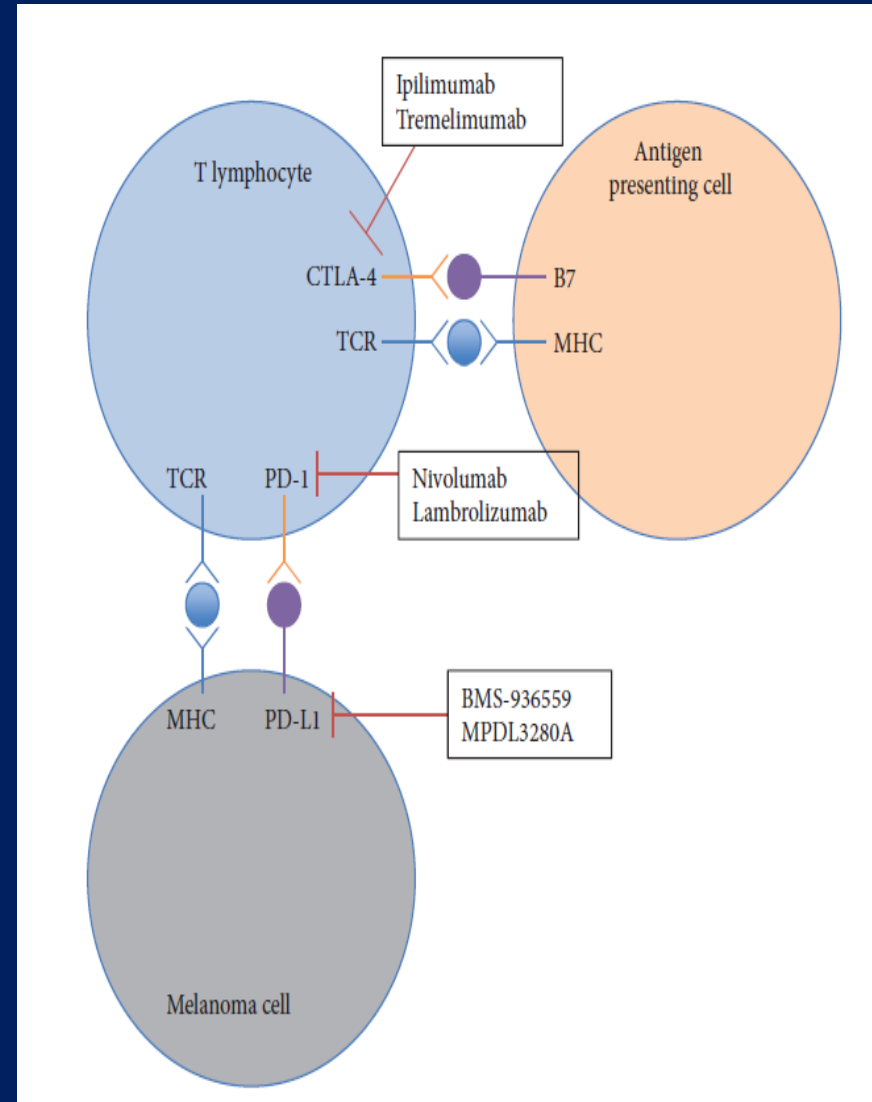 Ipilimumab
Tremelimumab
T lymphocyte
Antigen
presenting cell
CTLA-4
B7
TCR
MHC
TCR
PD-1
Nivolumab
Lambrolizumab
MHC
PD-L1
BMS-936559
MPDL3280A
Melanoma cell